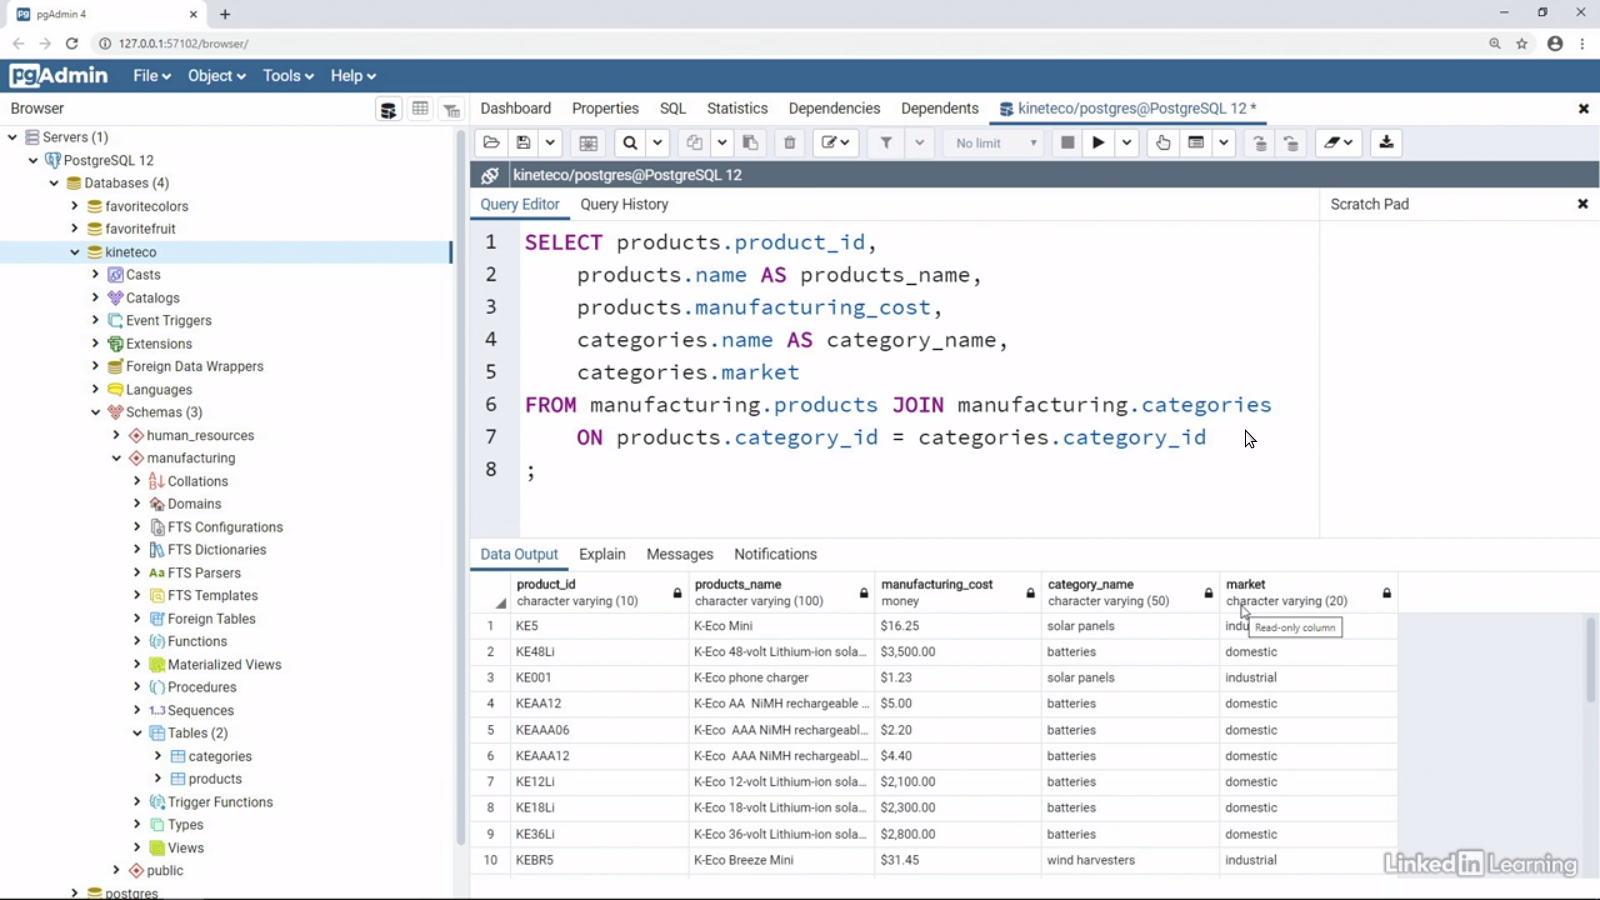 pgAdmin 4
127.0.0.1:57102/browser/
pgAdmin File Object Tools Help
Browser
Dashboard Properties SQL Statistics Dependencies Dependents kineteco/postgres@PostgreSQL 12 *
Servers (1)
PostgreSQL 12
Databases (4)
favoritecolors
favoritefruit
kineteco
Casts
Catalogs
Event Triggers
Extensions
Foreign Data Wrappers
Languages
Schemas (3)
human_resources
manufacturing
Collations
Domains
FTS Configurations
FTS Dictionaries
FTS Parsers
FTS Templates
Foreign Tables
Functions
Materialized Views
Procedures
Sequences
Tables (2)
categories
products
Trigger Functions
Types
Views
public
postgres
No limit
kineteco/postgres@PostgreSQL 12
Query Editor Query History
Scratch Pad
1 SELECT products.product_id,
2 products.name AS products_name,
3 products.manufacturing_cost,
4 categories.name AS category_name,
5 categories.market
6 FROM manufacturing.products JOIN manufacturing.categories
7 ON products.category_id = categories.category_id
8 ;
Data Output Explain Messages Notifications
product_id products_name manufacturing_cost category_name market
character varying (10) character varying (100) money character varying (50) character varying (20)
1 KE5 K-Eco Mini $16.25 solar panels indu
Read-only column
2 KE48Li K-Eco 48-volt Lithium-ion sola... $3,500.00 batteries domestic
3 KE001 K-Eco phone charger $1.23 solar panels industrial
4 KEAA12 K-Eco AA NiMH rechargeable ... $5.00 batteries domestic
5 KEAAA06 K-Eco AAA NiMH rechargeabl... $2.20 batteries domestic
6 KEAAA12 K-Eco AAA NiMH rechargeabl... $4.40 batteries domestic
7 KE12Li K-Eco 12-volt Lithium-ion sola... $2,100.00 batteries domestic
8 KE18Li K-Eco 18-volt Lithium-ion sola... $2,300.00 batteries domestic
9 KE36Li K-Eco 36-volt Lithium-ion sola... $2,800.00 batteries domestic
10 KEBR5 K-Eco Breeze Mini $31.45 wind harvesters industrial
Linked in Learning